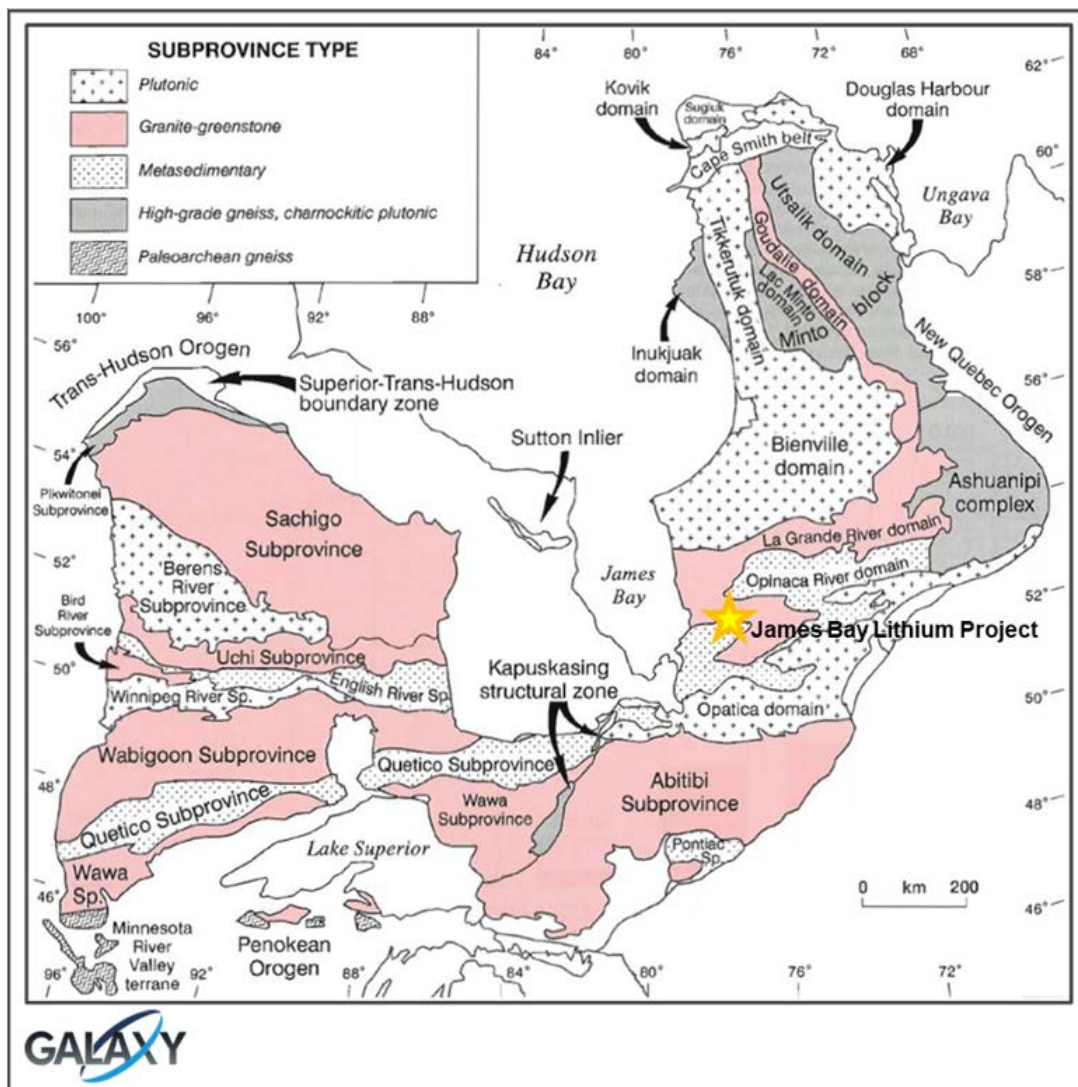 SUBPROVINCE TYPE
Plutonic
Granite-greenstone
Metasedimentary
High-grade gneiss, charnockitic plutonic
Paleoarchean gneiss
84° 80° 76° 72° 68°
62°
60°
58°
56°
54°
52°
50°
48°
46°
100° 96° 92° 88°
56°
54°
52°
50°
48°
46°
96° 92° 88° 84° 80° 76° 72°
Kovik
domain
Sugluk
domain
Cape Smith belt
Douglas Harbour
domain
Ungava
Bay
Hudson
Bay
Tikkerutuk domain
Goudalie domain
Utsalik domain
Lac Minto
domain
Minto
block
Inukjuak
domain
New Quebec Orogen
Trans-Hudson Orogen
Superior-Trans-Hudson
boundary zone
Sutton Inlier
Bienville
domain
Ashuanipi
complex
Pikwitonei
Subprovince
Sachigo
Subprovince
La Grande River domain
Opinaca River domain
Berens
River
Subprovince
James
Bay
James Bay Lithium Project
Bird
River
Subprovince
Uchi Subprovince
English River Sp.
Winnipeg River Sp.
Kapuskasing
structural zone
Opatica domain
Wabigoon Subprovince
Quetico Subprovince
Quetico Subprovince
Wawa
Subprovince
Abitibi
Subprovince
Pontiac
Sp.
Lake Superior
Wawa
Sp.
Minnesota
River
Valley
terrane
Penokean
Orogen
0 km 200
GALAXY